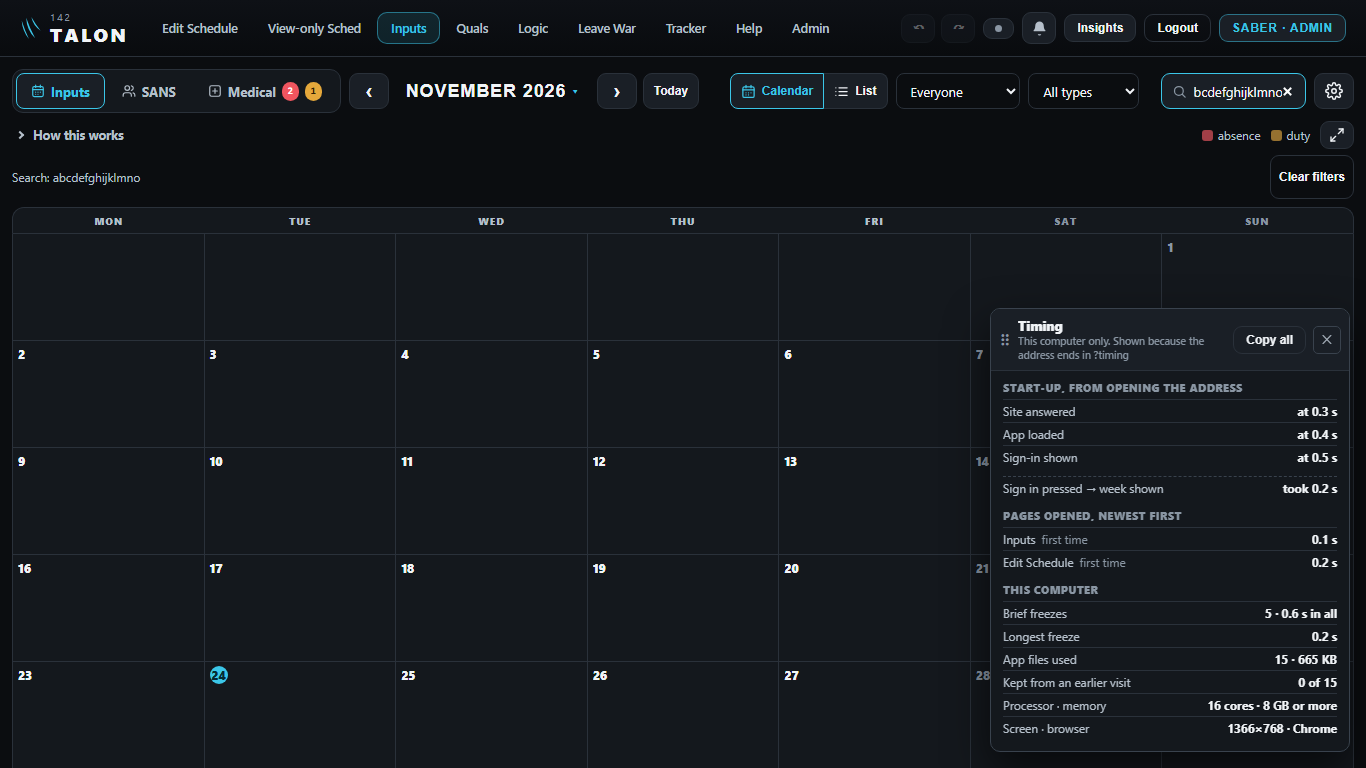 142
TALON
Edit Schedule
View-only Sched
Inputs
Quals
Logic
Leave War
Tracker
Help
Admin
Insights
Logout
SABER · ADMIN
Inputs
SANS
Medical 2 1
‹
NOVEMBER 2026
›
Today
Calendar
List
Everyone
All types
bcdefghijklmno
How this works
absence
duty
Search: abcdefghijklmno
Clear filters
MON TUE WED THU FRI SAT SUN
1
2 3 4 5 6 7
9 10 11 12 13 14
16 17 18 19 20 21
23 24 25 26 27 28
Timing
This computer only. Shown because the
address ends in ?timing
Copy all
START-UP, FROM OPENING THE ADDRESS
Site answered at 0.3 s
App loaded at 0.4 s
Sign-in shown at 0.5 s
Sign in pressed → week shown took 0.2 s
PAGES OPENED, NEWEST FIRST
Inputs first time 0.1 s
Edit Schedule first time 0.2 s
THIS COMPUTER
Brief freezes 5 · 0.6 s in all
Longest freeze 0.2 s
App files used 15 · 665 KB
Kept from an earlier visit 0 of 15
Processor · memory 16 cores · 8 GB or more
Screen · browser 1366×768 · Chrome